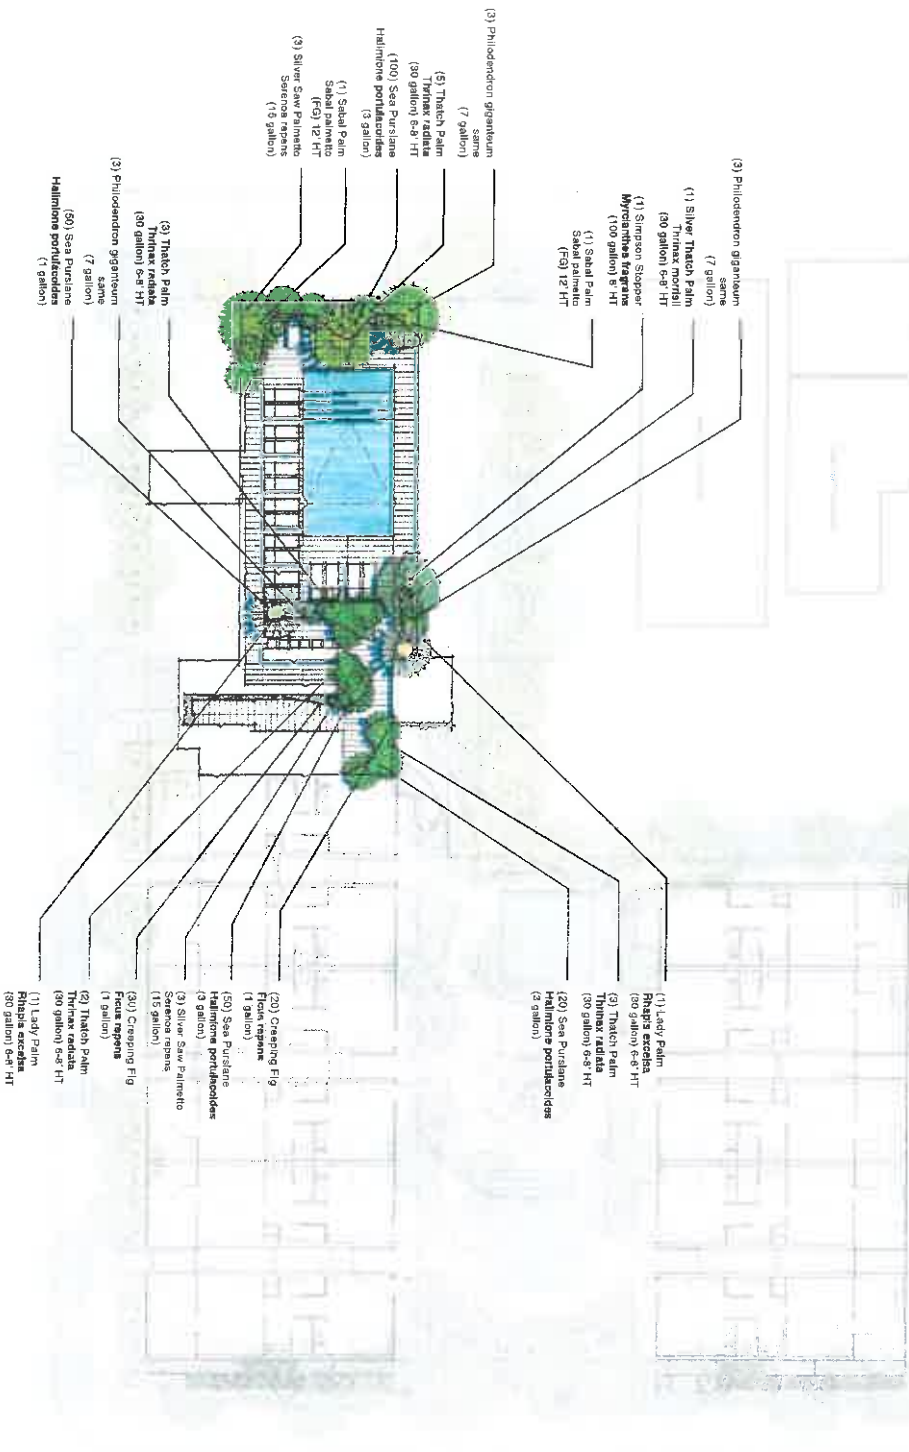 (3) Philodendron giganteum
same
(7 gallon)
(5) Thatch Palm
Thrinax radiata
(30 gallon) 6-8' HT
(100) Sea Purslane
Halimione portulacoides
(3 gallon)
(1) Sabal Palm
Sabal palmetto
(FG) 12' HT
(3) Silver Saw Palmetto
Serenoa repens
(15 gallon)
(3) Philodendron giganteum
same
(7 gallon)
(1) Silver Thatch Palm
Thrinax morrisii
(30 gallon) 6-8' HT
(1) Simpson Stopper
Myrcianthes fragrans
(100 gallon) 8' HT
(1) Sabal Palm
Sabal palmetto
(FG) 12' HT
(3) Thatch Palm
Thrinax radiata
(30 gallon) 6-8' HT
(3) Philodendron giganteum
same
(7 gallon)
(50) Sea Purslane
Halimione portulacoides
(1 gallon)
(1) Lady Palm
Rhapis excelsa
(30 gallon) 6-8' HT
(3) Thatch Palm
Thrinax radiata
(30 gallon) 6-8' HT
(20) Sea Purslane
Halimione portulacoides
(3 gallon)
(20) Creeping Fig
Ficus repens
(1 gallon)
(50) Sea Purslane
Halimione portulacoides
(3 gallon)
(3) Silver Saw Palmetto
Serenoa repens
(15 gallon)
(30) Creeping Fig
Ficus repens
(1 gallon)
(2) Thatch Palm
Thrinax radiata
(30 gallon) 6-8' HT
(1) Lady Palm
Rhapis excelsa
(30 gallon) 6-8' HT